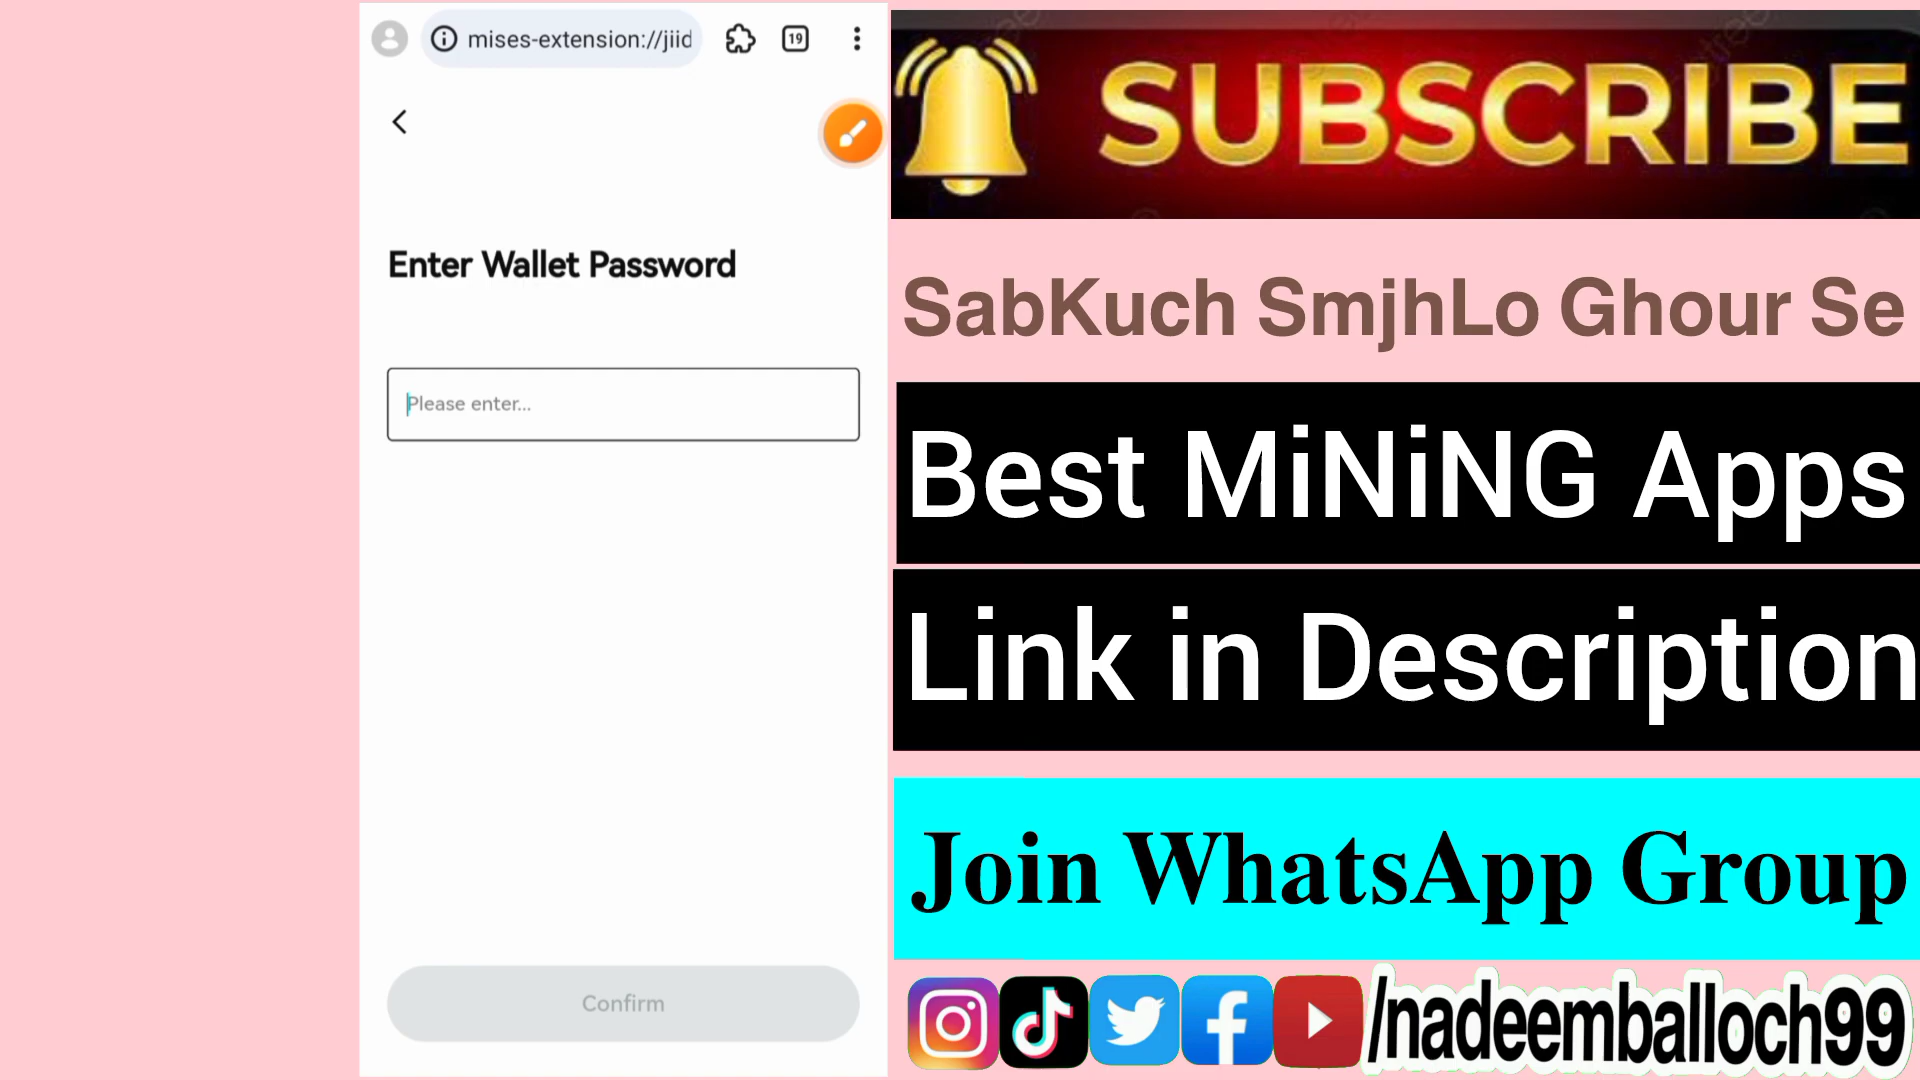 mises-extension://jiid
19
Enter Wallet Password
Please enter...
Confirm
SUBSCRIBE
SabKuch SmjhLo Ghour Se
Best MiNiNG Apps
Link in Description
Join WhatsApp Group
/nadeemballoch99